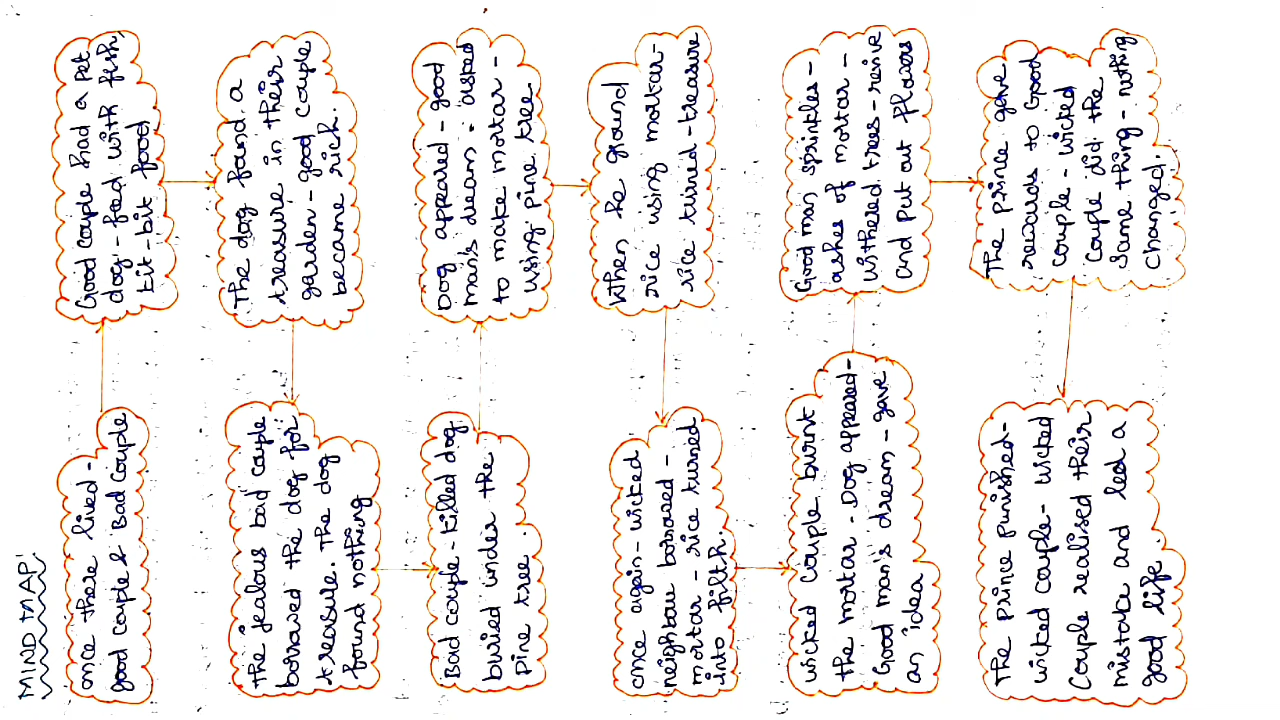 MIND MAP
once there lived -
good couple & Bad couple
Good couple had a pet
dog - feed with fish,
tit-bit food
The dog found a
treasure in their
garden - good couple
became rich.
The jealous bad couple
borrowed the dog for
treasure. The dog
found nothing
Bad couple - killed dog
buried under the
Pine tree.
Dog appeared - good
man's dream - asked
to make mortar -
using pine tree.
When he ground
rice using mortar -
rice turned - treasure
once again - wicked
neighbour borrowed -
mortar - rice turned
into filth.
wicked couple burnt
the mortar - Dog appeared -
Good man's dream - gave
an idea
Good man sprinkles -
ashes of mortar -
withered trees - revive
and put out flowers
The prince gave
rewards to Good
couple - wicked
couple did the
same thing - nothing
changed.
The prince punished -
wicked couple - wicked
couple realised their
mistake and led a
good life.